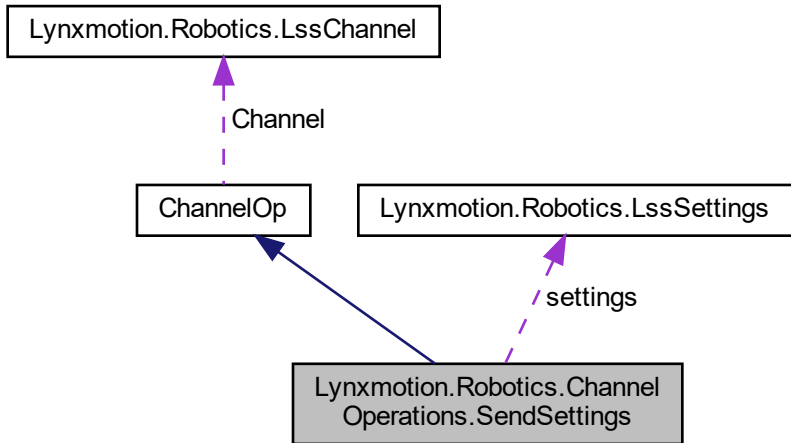 Lynxmotion.Robotics.LssChannel
Channel
ChannelOp
Lynxmotion.Robotics.LssSettings
settings
Lynxmotion.Robotics.Channel
Operations.SendSettings